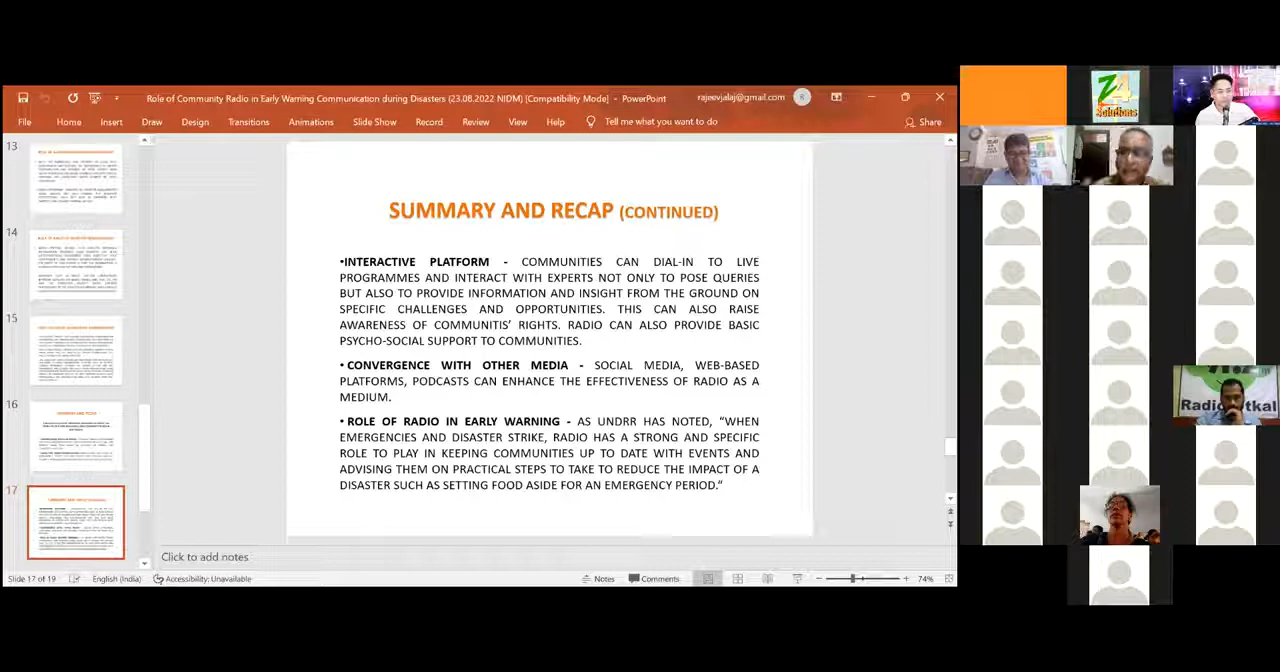 Role of Community Radio in Early Warning Communication during Disasters (23.08.2022 NIDM) [Compatibility Mode] - PowerPoint
rajeevjalaj@gmail.com
R
File Home Insert Draw Design Transitions Animations Slide Show Record Review View Help Tell me what you want to do Share
13
14
15
16
17
SUMMARY AND RECAP (CONTINUED)
•INTERACTIVE PLATFORM – COMMUNITIES CAN DIAL-IN TO LIVE
PROGRAMMES AND INTERACT WITH EXPERTS NOT ONLY TO POSE QUERIES
BUT ALSO TO PROVIDE INFORMATION AND INSIGHT FROM THE GROUND ON
SPECIFIC CHALLENGES AND OPPORTUNITIES. THIS CAN ALSO RAISE
AWARENESS OF COMMUNITY RIGHTS. RADIO CAN ALSO PROVIDE BASIC
PSYCHO-SOCIAL SUPPORT TO COMMUNITIES.
• CONVERGENCE WITH OTHER MEDIA - SOCIAL MEDIA, WEB-BASED
PLATFORMS, PODCASTS CAN ENHANCE THE EFFECTIVENESS OF RADIO AS A
MEDIUM.
• ROLE OF RADIO IN EARLY WARNING - AS UNDRR HAS NOTED, “WHEN
EMERGENCIES AND DISASTER STRIKE, RADIO HAS A STRONG AND SPECIFIC
ROLE TO PLAY IN KEEPING COMMUNITIES UP TO DATE WITH EVENTS AND
ADVISING THEM ON PRACTICAL STEPS TO TAKE TO REDUCE THE IMPACT OF A
DISASTER SUCH AS SETTING FOOD ASIDE FOR AN EMERGENCY PERIOD.”
Click to add notes
Slide 17 of 19 English (India) Accessibility: Unavailable Notes Comments 74%
Z4
Solutions
Radio